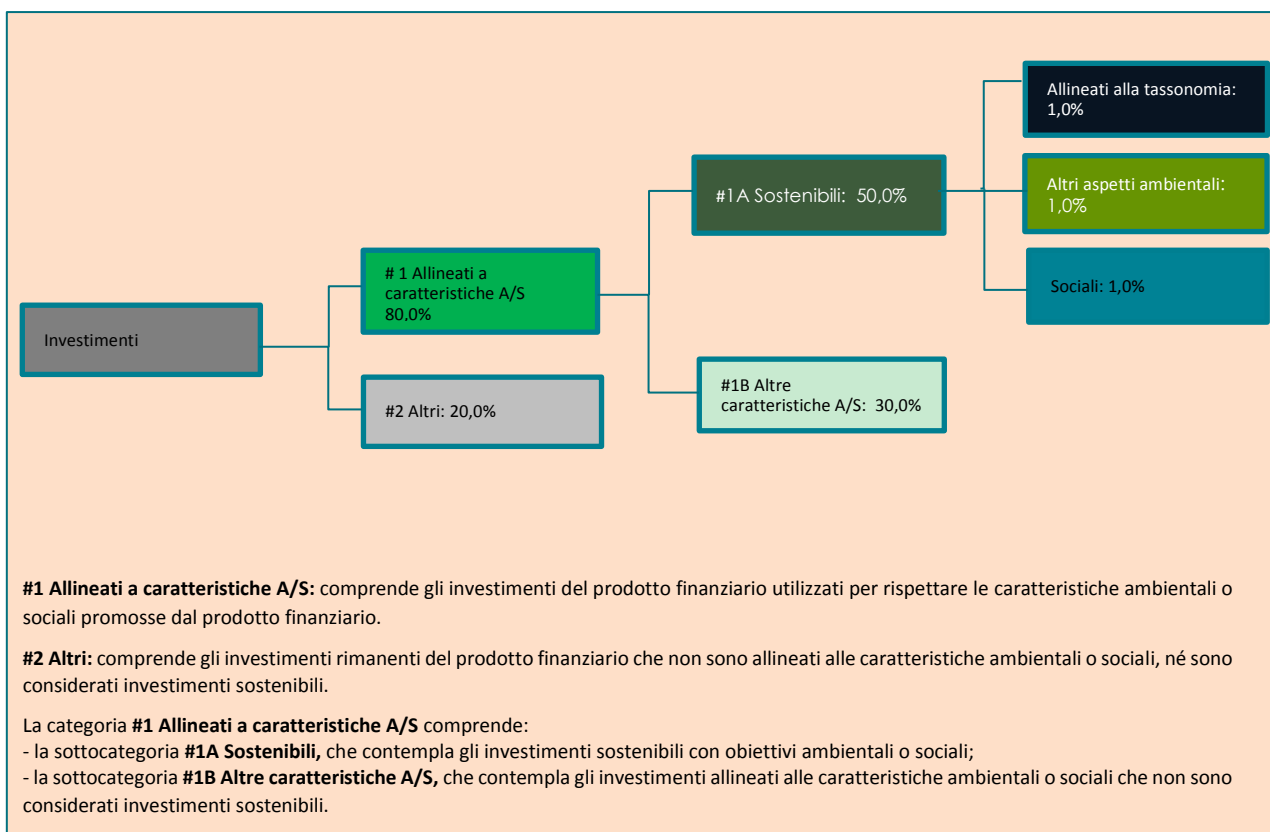 Allineati alla tassonomia:
1,0%
#1A Sostenibili:  50,0%
Altri aspetti ambientali:
1,0%
# 1 Allineati a
caratteristiche A/S
80,0%
Sociali: 1,0%
Investimenti
#2 Altri: 20,0%
#1B Altre
caratteristiche A/S:  30,0%
#1 Allineati a caratteristiche A/S: comprende gli investimenti del prodotto finanziario utilizzati per rispettare le caratteristiche ambientali o
sociali promosse dal prodotto finanziario.
#2 Altri: comprende gli investimenti rimanenti del prodotto finanziario che non sono allineati alle caratteristiche ambientali o sociali, né sono
considerati investimenti sostenibili.
La categoria #1 Allineati a caratteristiche A/S comprende:
- la sottocategoria #1A Sostenibili, che contempla gli investimenti sostenibili con obiettivi ambientali o sociali;
- la sottocategoria #1B Altre caratteristiche A/S, che contempla gli investimenti allineati alle caratteristiche ambientali o sociali che non sono
considerati investimenti sostenibili.